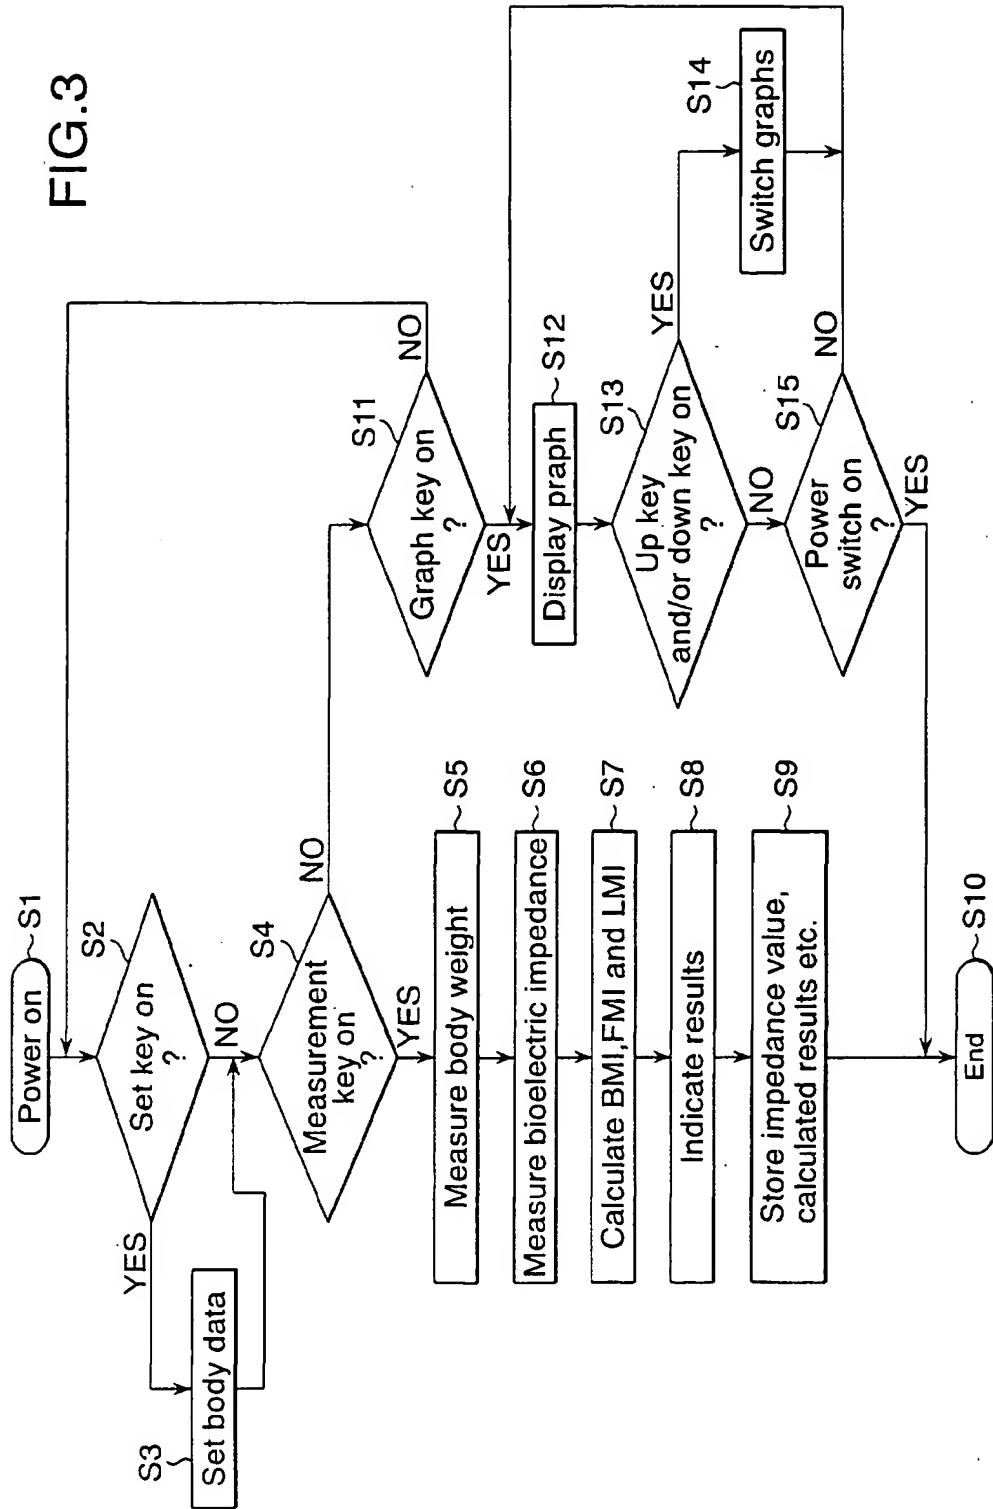 FIG.3
Power on
S1
Set key on
?
S2
YES
NO
S3
Set body data
Measurement
key on
?
S4
NO
YES
Measure body weight
S5
Measure bioelectric impedance
S6
Calculate BMI,FMI and LMI
S7
Indicate results
S8
Store impedance value,
calculated results etc.
S9
End
S10
Graph key on
?
S11
NO
YES
Display praph
S12
Up key
and/or down key on
?
S13
YES
NO
Switch graphs
S14
Power
switch on
?
S15
NO
YES